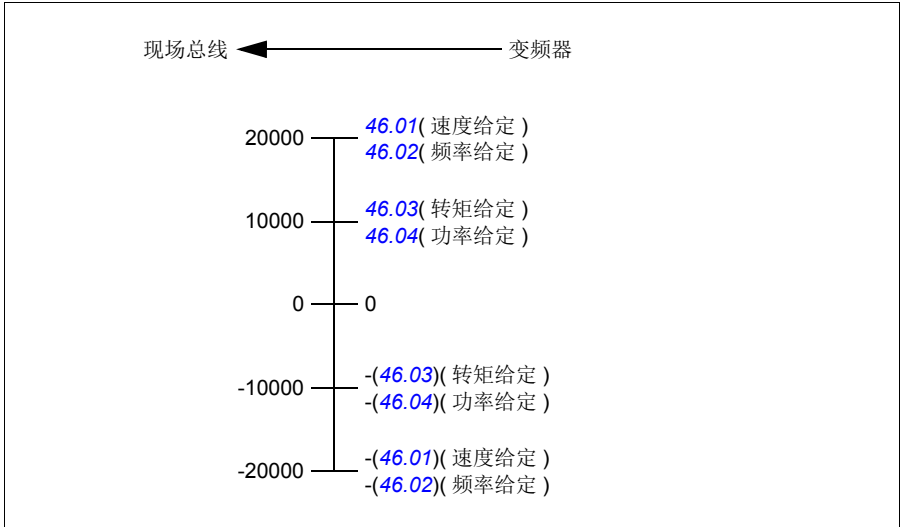 现场总线 变频器
20000 46.01( 速度给定 )
46.02( 频率给定 )
10000 46.03( 转矩给定 )
46.04( 功率给定 )
0 0
-10000 -(46.03)( 转矩给定 )
-(46.04)( 功率给定 )
-20000 -(46.01)( 速度给定 )
-(46.02)( 频率给定 )